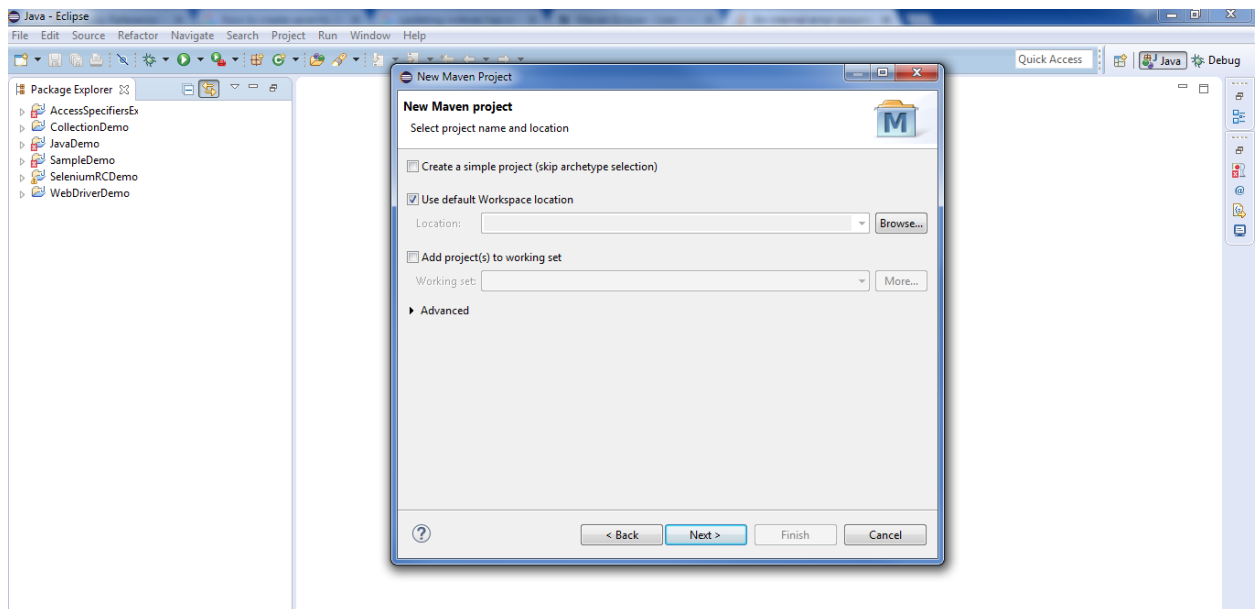 Java - Eclipse
File Edit Source Refactor Navigate Search Project Run Window Help
Quick Access Java Debug
Package Explorer
AccessSpecifiersEx
CollectionDemo
JavaDemo
SampleDemo
SeleniumRCDemo
WebDriverDemo
New Maven Project
New Maven project
Select project name and location
M
Create a simple project (skip archetype selection)
Use default Workspace location
Location: Browse...
Add project(s) to working set
Working set: More...
Advanced
? < Back Next > Finish Cancel